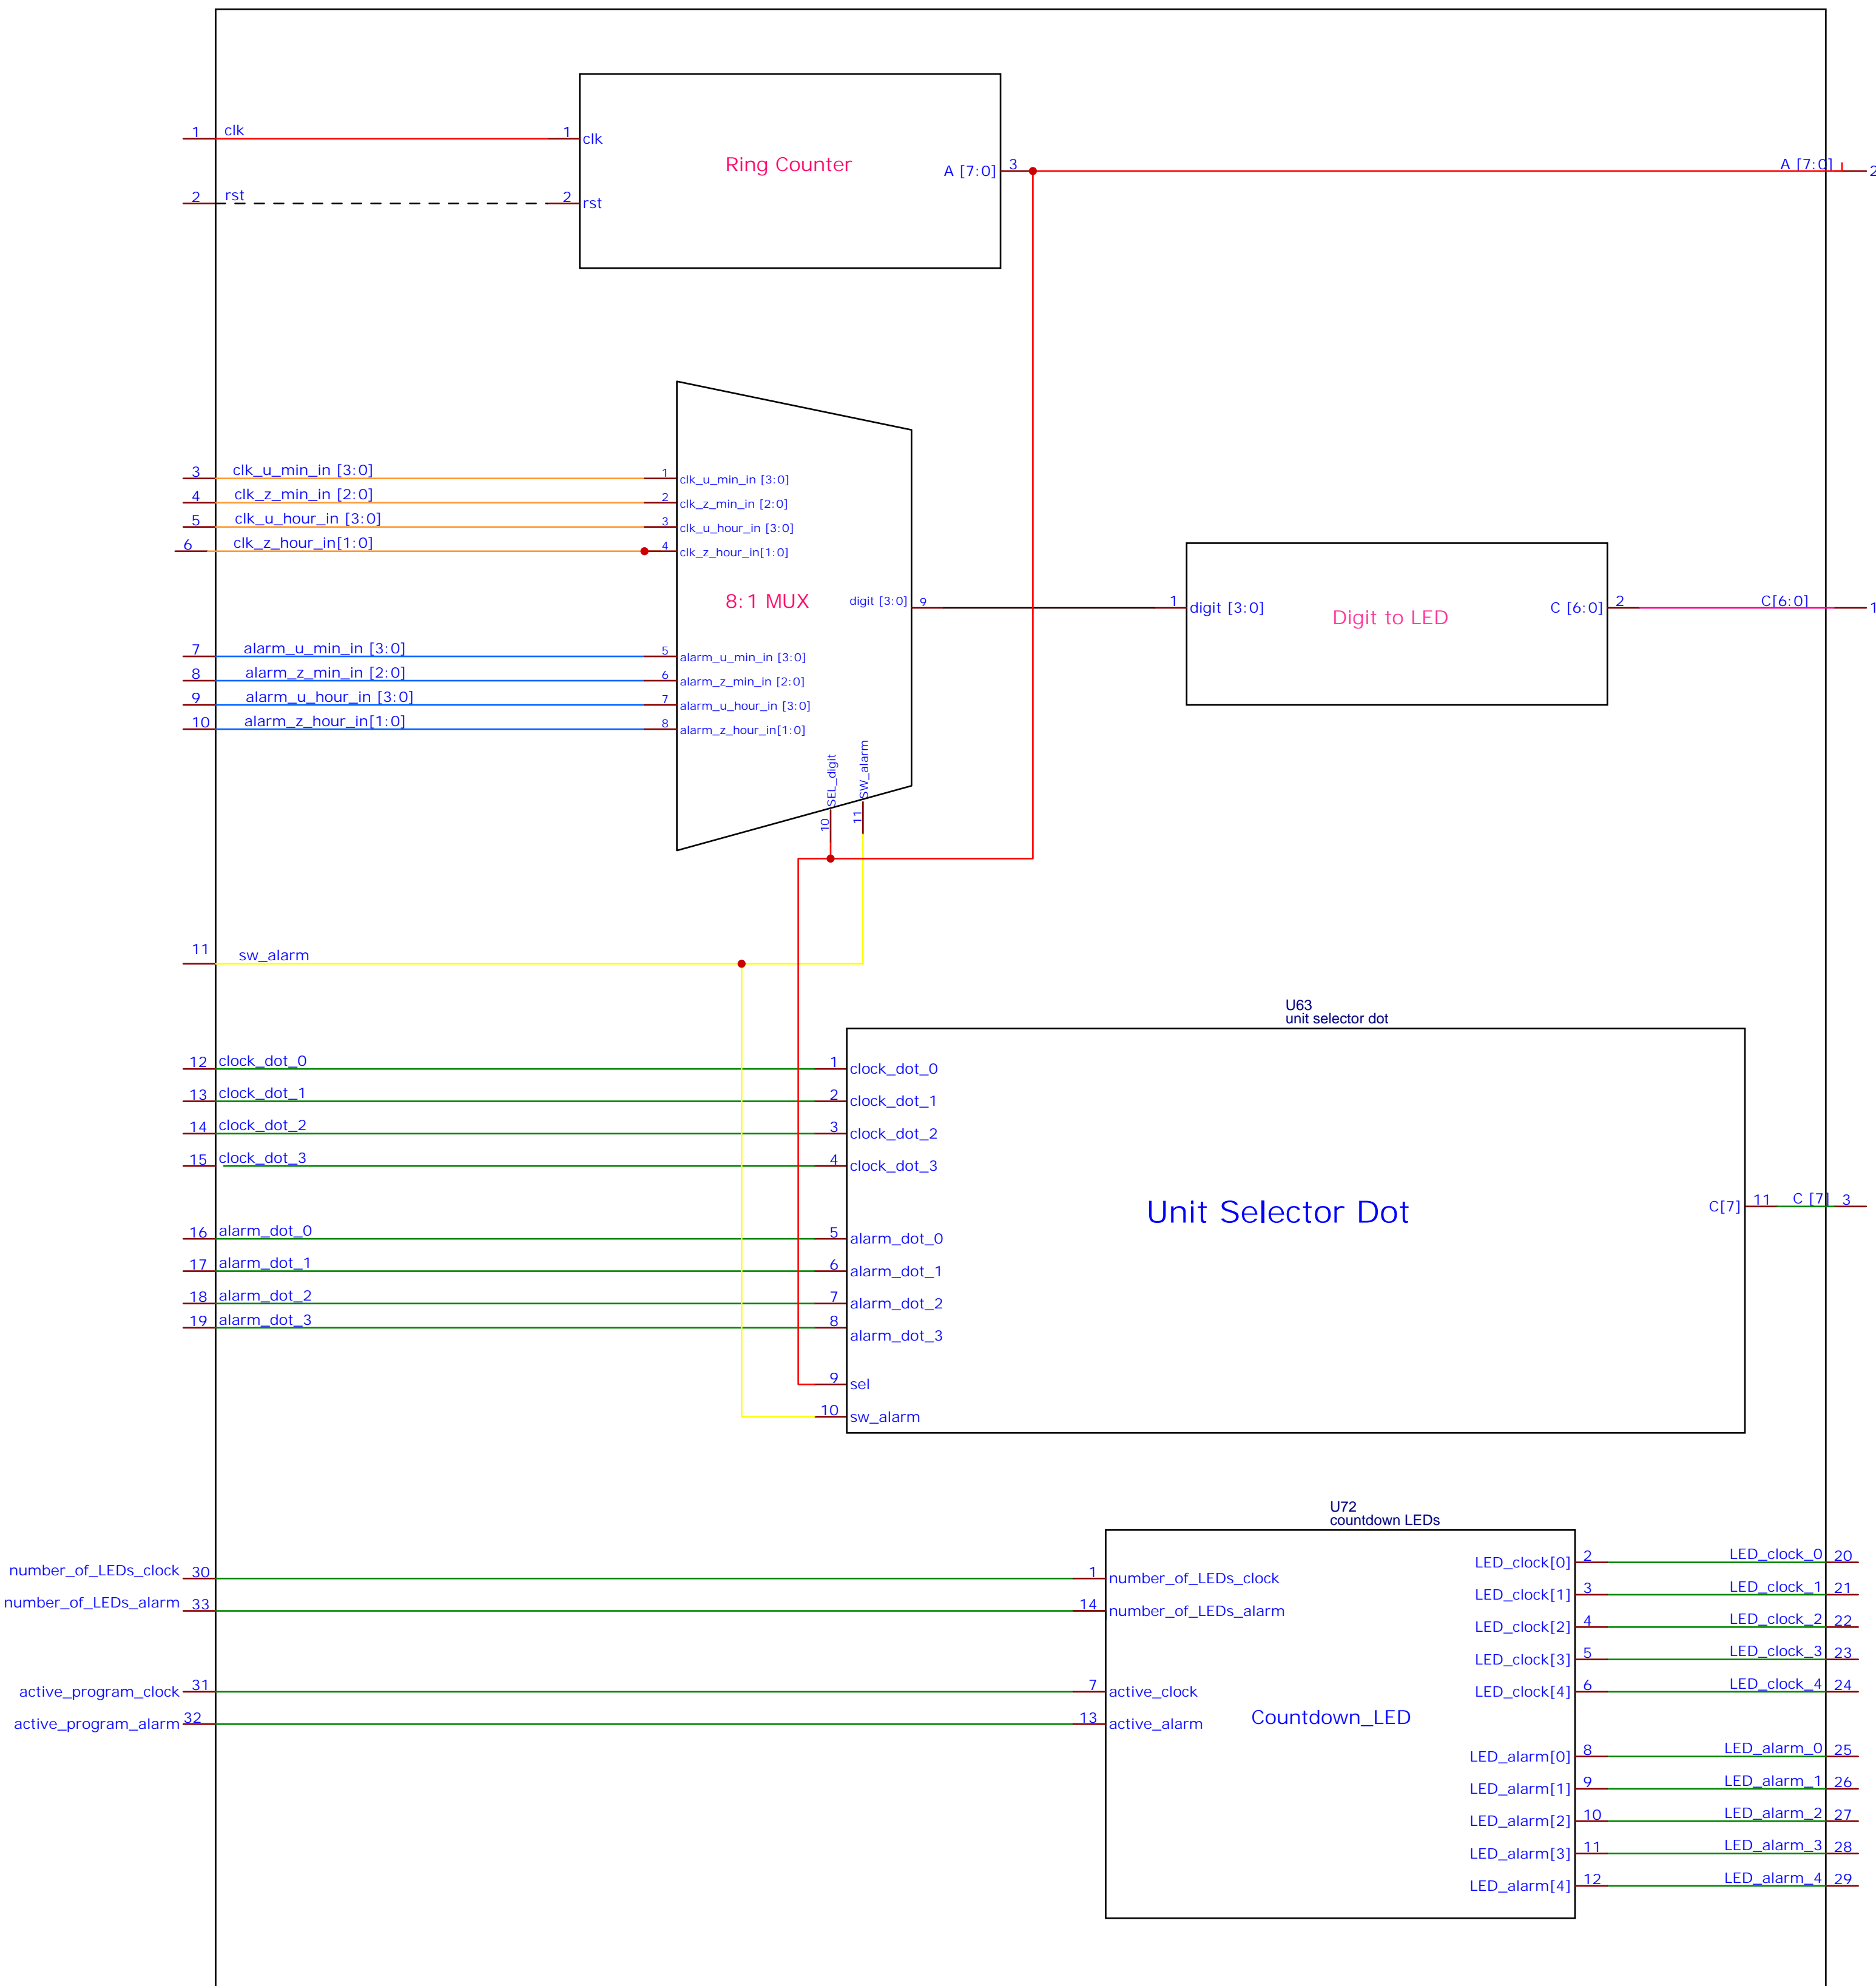 1 clk 1 clk
Ring Counter
A [7:0] 3 A [7:0] 2
2 rst 2 rst
3 clk_u_min_in [3:0] 1 clk_u_min_in [3:0]
4 clk_z_min_in [2:0] 2 clk_z_min_in [2:0]
5 clk_u_hour_in [3:0] 3 clk_u_hour_in [3:0]
6 clk_z_hour_in[1:0] 4 clk_z_hour_in[1:0]
8:1 MUX
digit [3:0] 9 1 digit [3:0]
Digit to LED
C [6:0] 2 C[6:0] 1
7 alarm_u_min_in [3:0] 5 alarm_u_min_in [3:0]
8 alarm_z_min_in [2:0] 6 alarm_z_min_in [2:0]
9 alarm_u_hour_in [3:0] 7 alarm_u_hour_in [3:0]
10 alarm_z_hour_in[1:0] 8 alarm_z_hour_in[1:0]
10 SEL_digit
11 SW_alarm
11 sw_alarm
U63
unit selector dot
12 clock_dot_0 1 clock_dot_0
13 clock_dot_1 2 clock_dot_1
14 clock_dot_2 3 clock_dot_2
15 clock_dot_3 4 clock_dot_3
Unit Selector Dot
C[7] 11 C [7] 3
16 alarm_dot_0 5 alarm_dot_0
17 alarm_dot_1 6 alarm_dot_1
18 alarm_dot_2 7 alarm_dot_2
19 alarm_dot_3 8 alarm_dot_3
9 sel
10 sw_alarm
U72
countdown LEDs
number_of_LEDs_clock 30 1 number_of_LEDs_clock
number_of_LEDs_alarm 33 14 number_of_LEDs_alarm
active_program_clock 31 7 active_clock
active_program_alarm 32 13 active_alarm
Countdown_LED
LED_clock[0] 2 LED_clock_0 20
LED_clock[1] 3 LED_clock_1 21
LED_clock[2] 4 LED_clock_2 22
LED_clock[3] 5 LED_clock_3 23
LED_clock[4] 6 LED_clock_4 24
LED_alarm[0] 8 LED_alarm_0 25
LED_alarm[1] 9 LED_alarm_1 26
LED_alarm[2] 10 LED_alarm_2 27
LED_alarm[3] 11 LED_alarm_3 28
LED_alarm[4] 12 LED_alarm_4 29